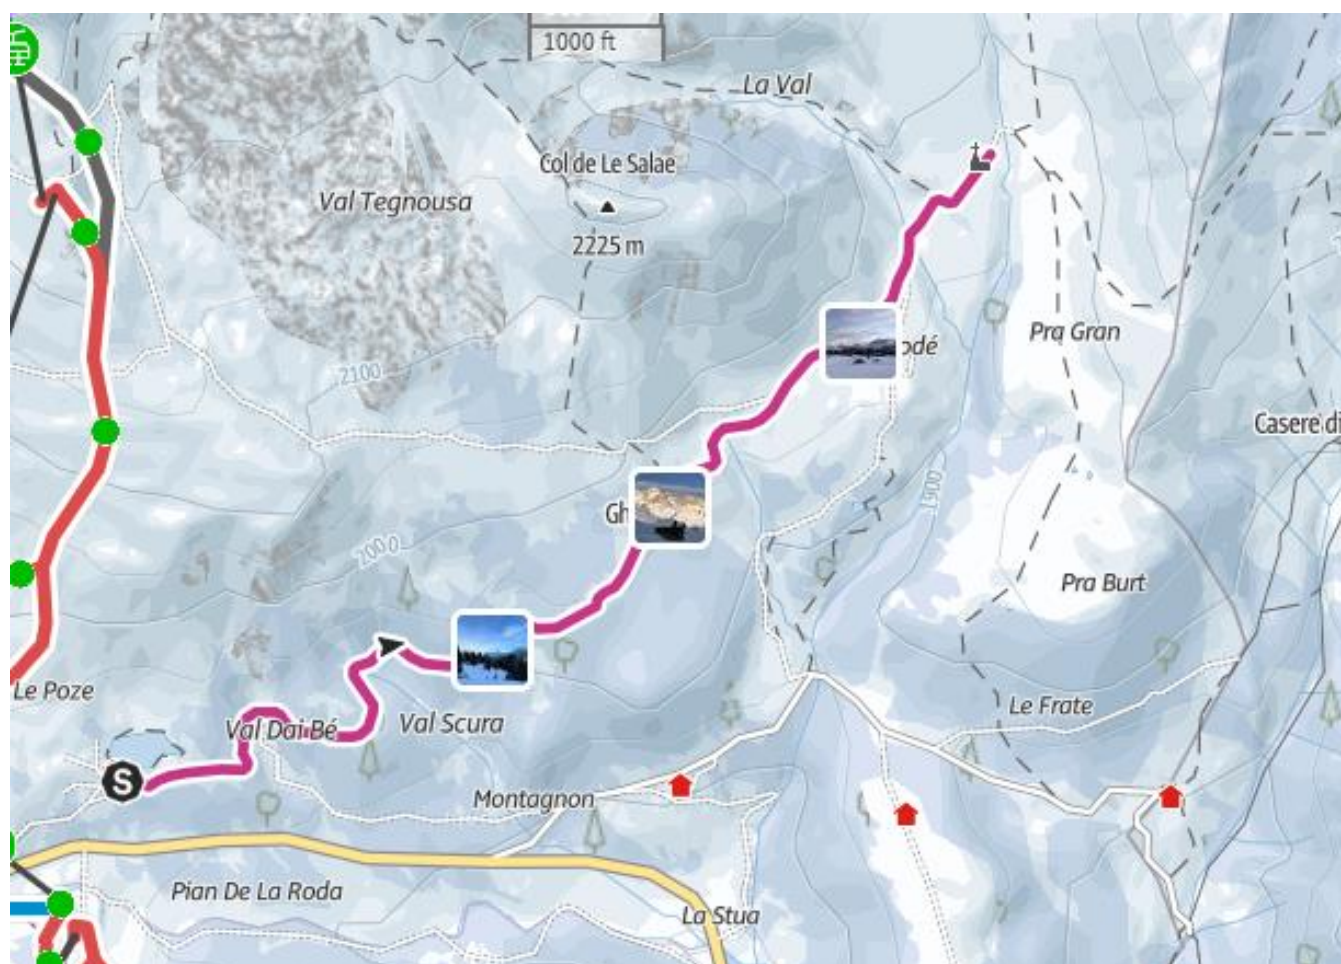 1000 ft
La Val
Col de Le Salae
Val Tegnousa
2225 m
Pra Gran
odé
2100
Casere di
1500
Gh
2000
Pra Burt
Le Poze
Le Frate
Val Dai Bé
Val Scura
S
Montagnon
Pian De La Roda
La Stua